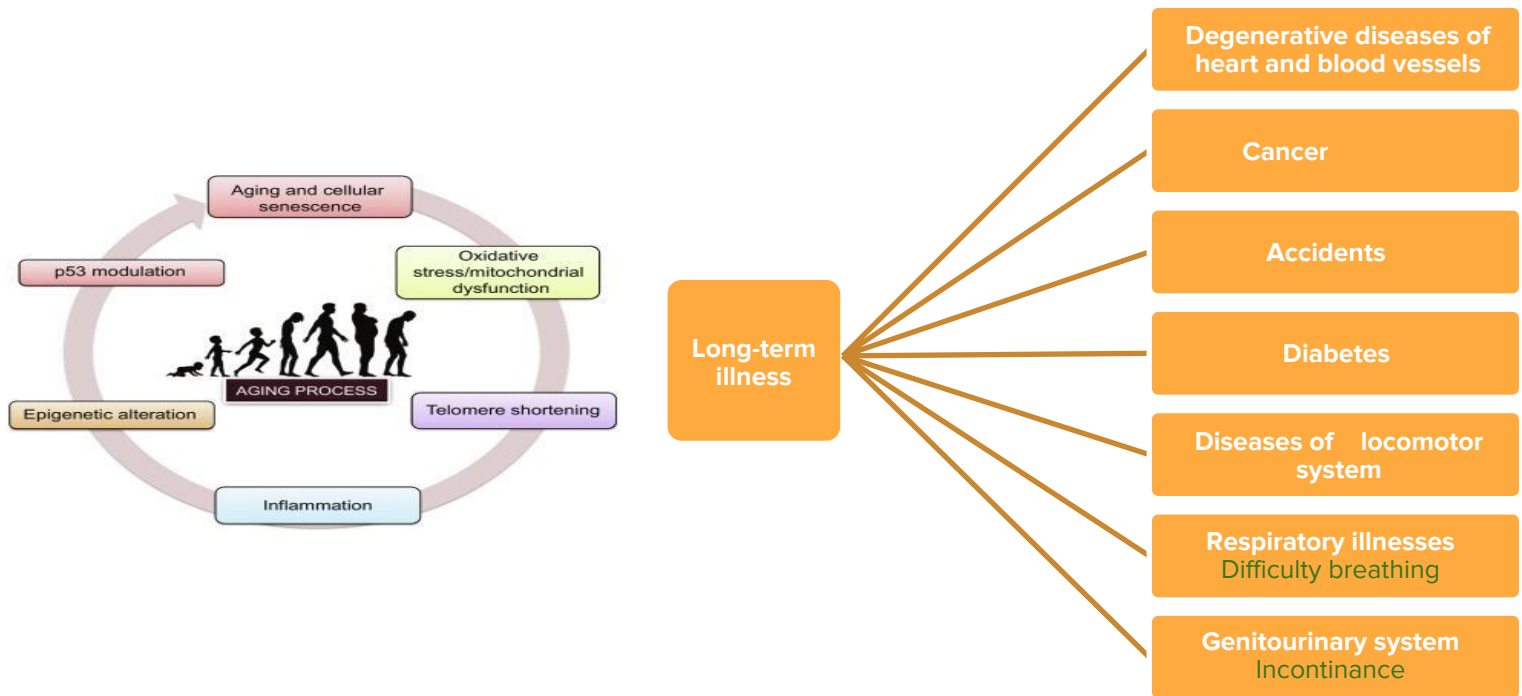 Aging and cellular
senescence
Oxidative
stress/mitochondrial
dysfunction
Telomere shortening
Inflammation
Epigenetic alteration
p53 modulation
AGING PROCESS
Long-term
illness
Degenerative diseases of
heart and blood vessels
Cancer
Accidents
Diabetes
Diseases of locomotor
system
Respiratory illnesses
Difficulty breathing
Genitourinary system
Incontinance